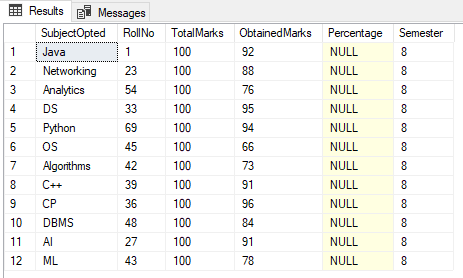 Results Messages
SubjectOpted RollNo TotalMarks ObtainedMarks Percentage Semester
1 Java 1 100 92 NULL 8
2 Networking 23 100 88 NULL 8
3 Analytics 54 100 76 NULL 8
4 DS 33 100 95 NULL 8
5 Python 69 100 94 NULL 8
6 OS 45 100 66 NULL 8
7 Algorithms 42 100 73 NULL 8
8 C++ 39 100 91 NULL 8
9 CP 36 100 96 NULL 8
10 DBMS 48 100 84 NULL 8
11 AI 27 100 91 NULL 8
12 ML 43 100 78 NULL 8